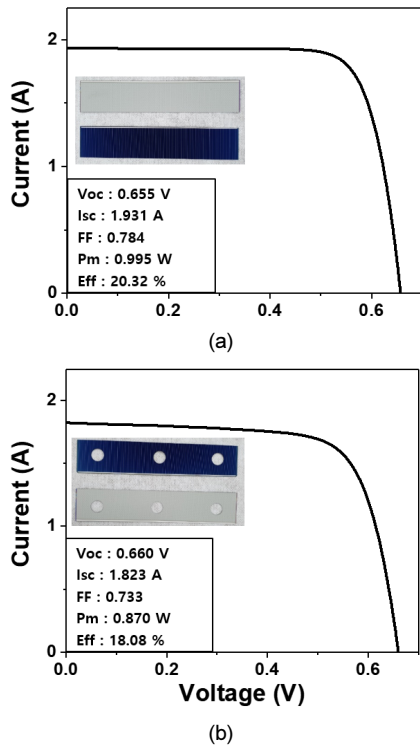 2
Current (A)
1
Voc : 0.655 V
Isc : 1.931 A
FF : 0.784
Pm : 0.995 W
Eff : 20.32 %
0
0.0 0.2 0.4 0.6
(a)
2
Current (A)
1
Voc : 0.660 V
Isc : 1.823 A
FF : 0.733
Pm : 0.870 W
Eff : 18.08 %
0
0.0 0.2 0.4 0.6
Voltage (V)
(b)